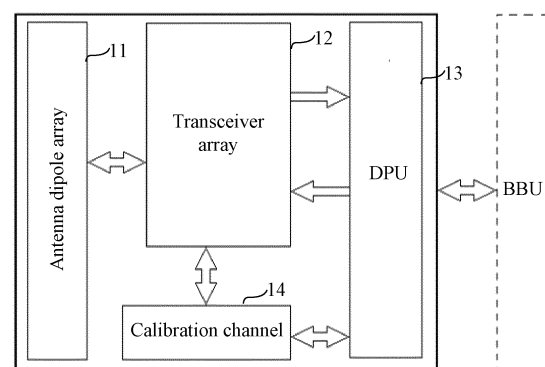 11
12
13
Antenna dipole array
Transceiver
array
DPU
BBU
14
Calibration channel